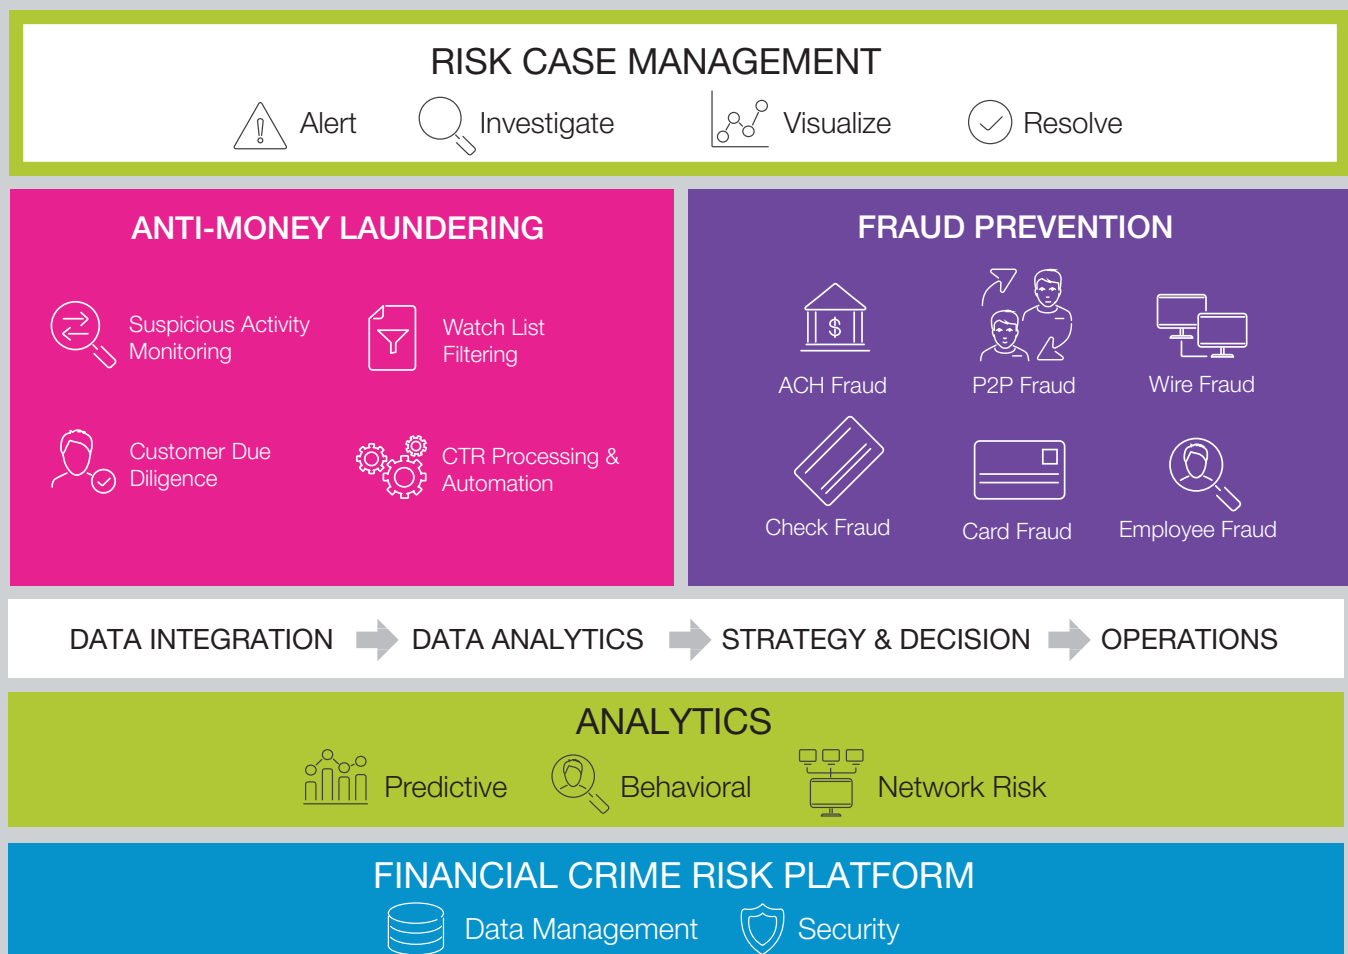 RISK CASE MANAGEMENT
Alert
Investigate
Visualize
Resolve
ANTI-MONEY LAUNDERING
Suspicious Activity
Monitoring
Watch List
Filtering
Customer Due
Diligence
CTR Processing &
Automation
FRAUD PREVENTION
$
ACH Fraud
P2P Fraud
Wire Fraud
Check Fraud
Card Fraud
Employee Fraud
DATA INTEGRATION
DATA ANALYTICS
STRATEGY & DECISION
OPERATIONS
ANALYTICS
Predictive
Behavioral
Network Risk
FINANCIAL CRIME RISK PLATFORM
Data Management
Security